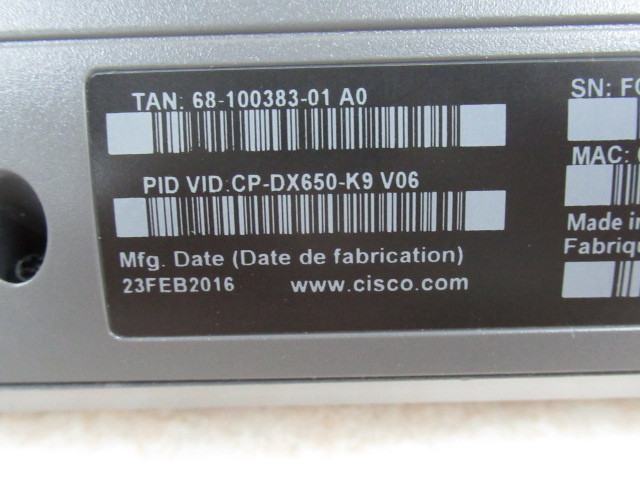 TAN: 68-100383-01 A0
PID VID:CP-DX650-K9 V06
Mfg. Date (Date de fabrication)
23FEB2016 www.cisco.com
SN:
MAC:
Made in